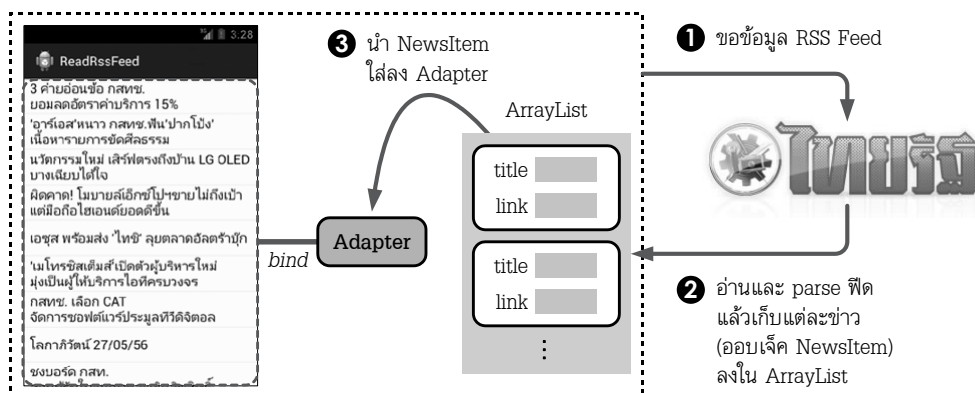 3:28
ReadRssFeed
3 ค่ายอ่อนข้อ กสทช.
ยอมลดอัตราค่าบริการ 15%
'อาร์เอส'หนาว กสทช.ฟัน'ปากโป้ง'
เนื้อหารายการขัดศีลธรรม
นวัตกรรมใหม่ เสิร์ฟตรงถึงบ้าน LG OLED
บางเฉียบได้ใจ
ผิดคาด! โมบายล์เอ็กซ์โปฯขายไม่ถึงเป้า
แต่มือถือไฮเอนด์ยอดดีขึ้น
เอซุส พร้อมส่ง 'ไทชิ' ลุยตลาดอัลตร้าบุ๊ก
'เมโทรซิสเต็มส์'เปิดตัวผู้บริหารใหม่
มุ่งเป็นผู้ให้บริการไอทีครบวงจร
กสทช. เลือก CAT
จัดการซอฟต์แวร์ประมูลทีวีดิจิตอล
โลกาภิวัตน์ 27/05/56
ชงบอร์ด กสท.
bind
Adapter
3 นำ NewsItem
ใส่ลง Adapter
ArrayList
title
link
title
link
⋮
1 ขอข้อมูล RSS Feed
ไทยรัฐ
2 อ่านและ parse ฟีด
แล้วเก็บแต่ละข่าว
(ออบเจ็ค NewsItem)
ลงใน ArrayList